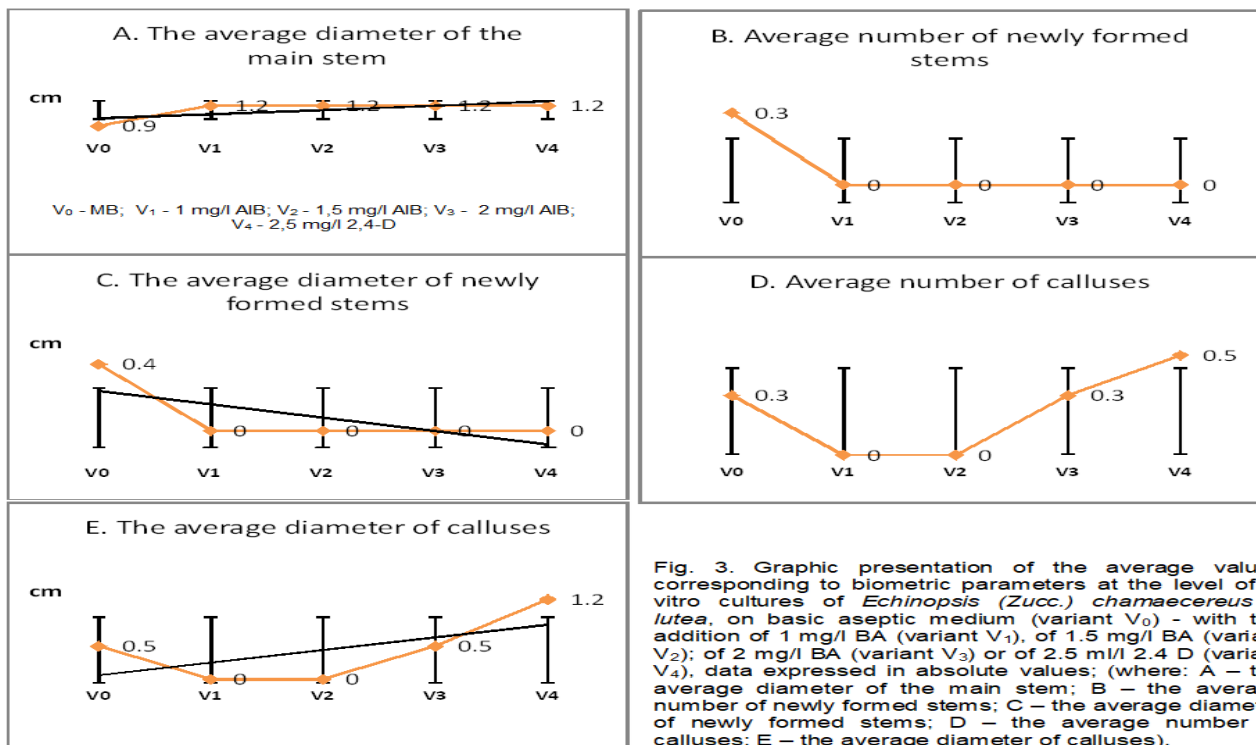 A. The average diameter of the
main stem
cm
1.2 1.2 1.2 1.2
0.9
V0 V1 V2 V3 V4
V₀ - MB; V₁ - 1 mg/l AIB; V₂ - 1,5 mg/l AIB; V₃ - 2 mg/l AIB;
V₄ - 2,5 mg/l 2,4-D
B. Average number of newly formed
stems
0.3
0 0 0 0
V0 V1 V2 V3 V4
C. The average diameter of newly
formed stems
cm
0.4
0 0 0 0
V0 V1 V2 V3 V4
D. Average number of calluses
0.5
0.3 0.3
0 0
V0 V1 V2 V3 V4
E. The average diameter of calluses
cm
1.2
0.5 0.5
0 0
V0 V1 V2 V3 V4
Fig. 3. Graphic presentation of the average valu
corresponding to biometric parameters at the level of
vitro cultures of Echinopsis (Zucc.) chamaecereus
lutea, on basic aseptic medium (variant V₀) - with t
addition of 1 mg/l BA (variant V₁), of 1.5 mg/l BA (varia
V₂); of 2 mg/l BA (variant V₃) or of 2.5 ml/l 2.4 D (varia
V₄), data expressed in absolute values; (where: A – t
average diameter of the main stem; B – the avera
number of newly formed stems; C – the average diamet
of newly formed stems; D – the average number
calluses; E – the average diameter of calluses).